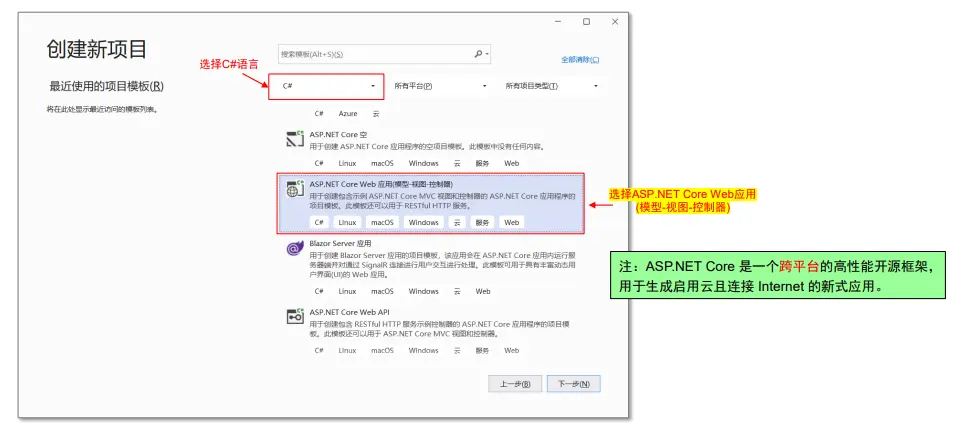 创建新项目
搜索模板(Alt+S)(S)
全部清除(C)
选择C#语言
最近使用的项目模板(R)
C#
所有平台(P)
所有项目类型(T)
将在此处显示最近访问的模板列表。
C# Azure 云
ASP.NET Core 空
用于创建 ASP.NET Core 应用程序的空项目模板。此模板中没有任何内容。
C# Linux macOS Windows 云 服务 Web
ASP.NET Core Web 应用(模型-视图-控制器)
用于创建包含示例 ASP.NET Core MVC 视图和控制器的 ASP.NET Core 应用程序的
项目模板。此模板还可以用于 RESTful HTTP 服务。
C# Linux macOS Windows 云 服务 Web
选择ASP.NET Core Web应用
(模型-视图-控制器)
Blazor Server 应用
用于创建 Blazor Server 应用的项目模板，该应用会在 ASP.NET Core 应用内运行服
务器端并对通过 SignalR 连接进行用户交互进行处理。此模板可用于具有丰富动态用
户界面(UI)的 Web 应用。
C# Linux macOS Windows 云 Web
注：ASP.NET Core 是一个跨平台的高性能开源框架，
用于生成启用云且连接 Internet 的新式应用。
ASP.NET Core Web API
用于创建包含 RESTful HTTP 服务示例控制器的 ASP.NET Core 应用程序的项目模
板。此模板还可以用于 ASP.NET Core MVC 视图和控制器。
C# Linux macOS Windows 云 服务 Web
上一步(B)
下一步(N)